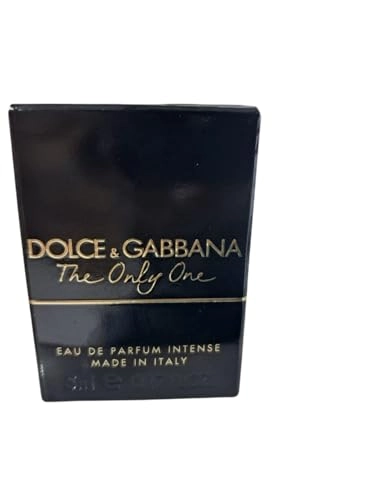 DOLCE & GABBANA
The Only One
EAU DE PARFUM INTENSE
MADE IN ITALY